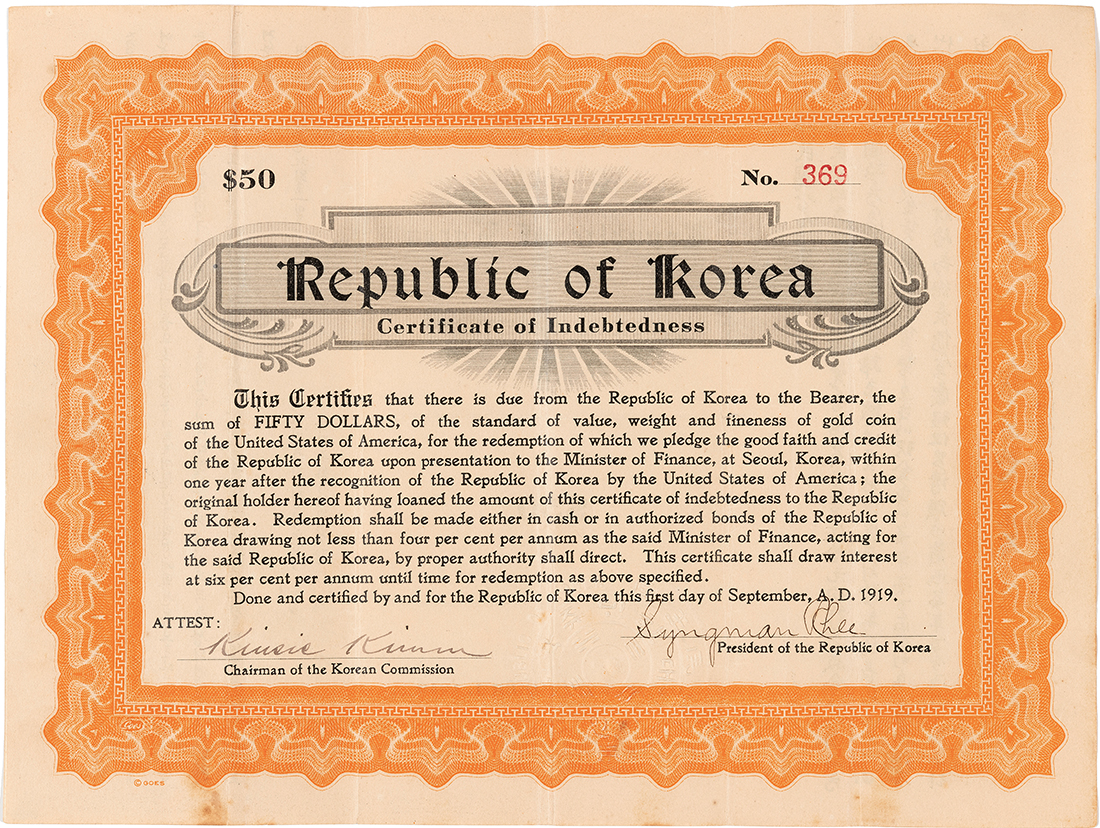 $50
No. 369
Republic of Korea
Certificate of Indebtedness
This Certifies that there is due from the Republic of Korea to the Bearer, the
sum of FIFTY DOLLARS, of the standard of value, weight and fineness of gold coin
of the United States of America, for the redemption of which we pledge the good faith and credit
of the Republic of Korea upon presentation to the Minister of Finance, at Seoul, Korea, within
one year after the recognition of the Republic of Korea by the United States of America; the
original holder hereof having loaned the amount of this certificate of indebtedness to the Republic
of Korea. Redemption shall be made either in cash or in authorized bonds of the Republic of
Korea drawing not less than four per cent per annum as the said Minister of Finance, acting for
the said Republic of Korea, by proper authority shall direct. This certificate shall draw interest
at six per cent per annum until time for redemption as above specified.
Done and certified by and for the Republic of Korea this first day of September, A. D. 1919.
ATTEST:
Kiusic Kimm
Syngman Rhee
President of the Republic of Korea
Chairman of the Korean Commission
Goes
© GOES